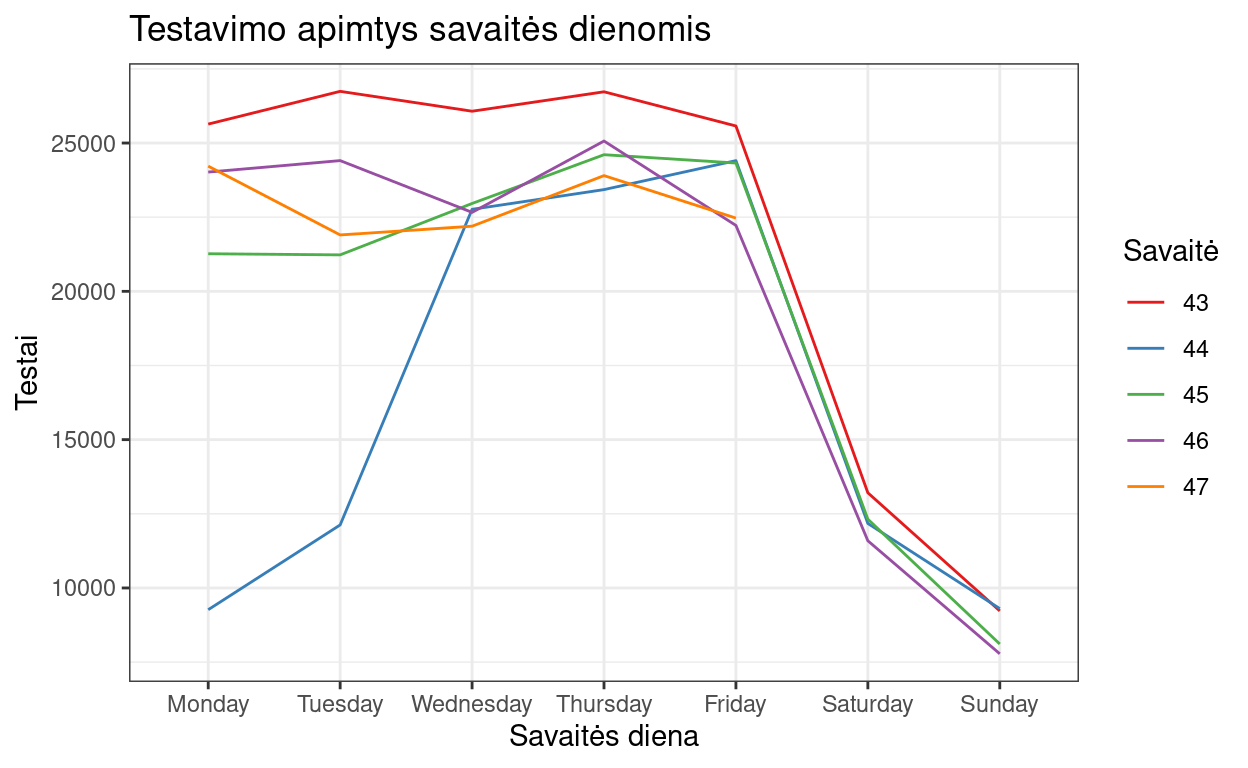 Testavimo apimtys savaitės dienomis
25000
20000
15000
10000
Testai
Monday Tuesday Wednesday Thursday Friday Saturday Sunday
Savaitės diena
Savaitė
43
44
45
46
47